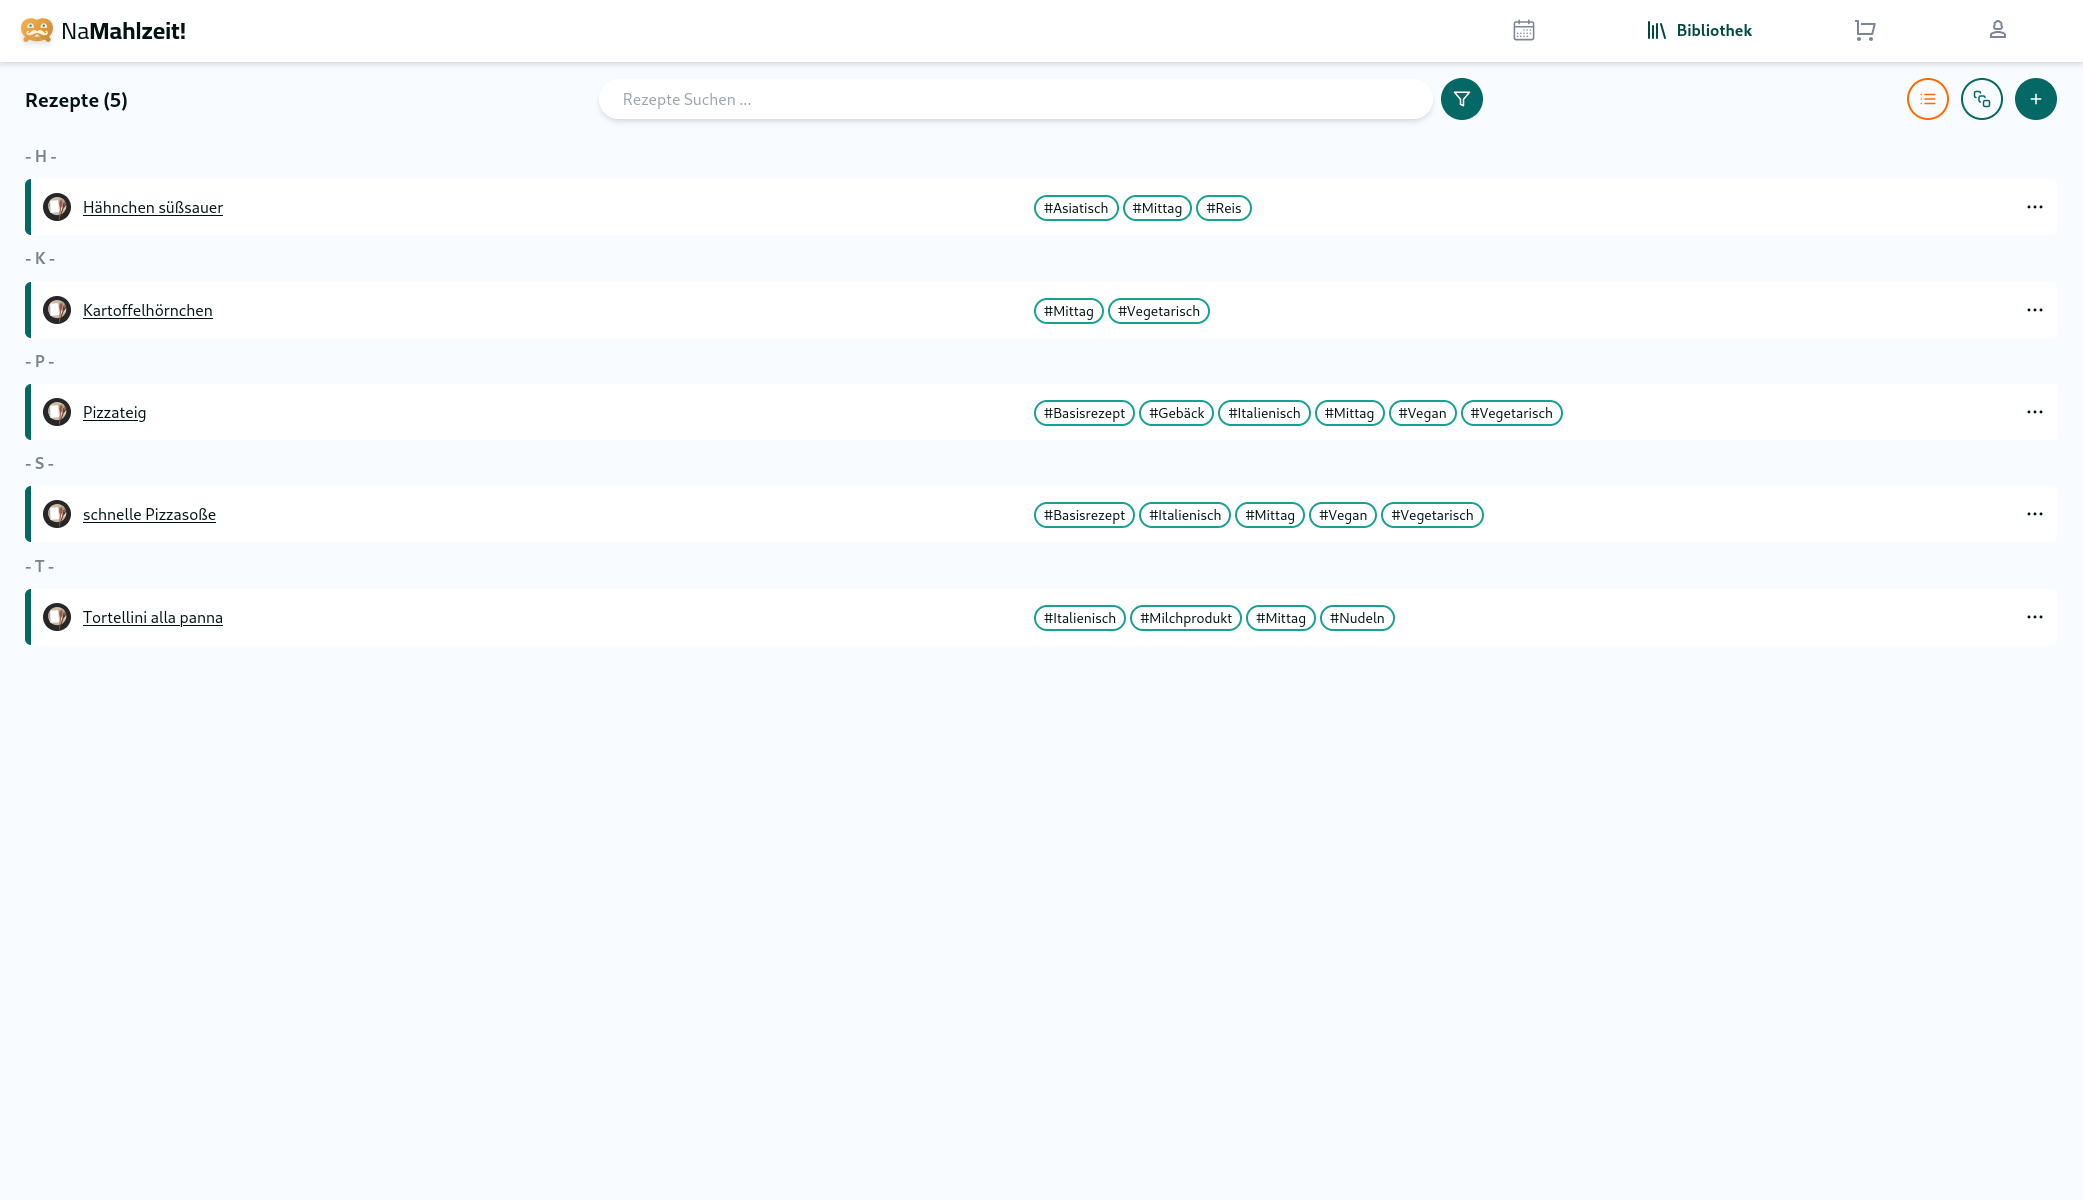 NaMahlzeit!
Bibliothek
Rezepte (5)
Rezepte Suchen ...
- H -
Hähnchen süßsauer #Asiatisch #Mittag #Reis
- K -
Kartoffelhörnchen #Mittag #Vegetarisch
- P -
Pizzateig #Basisrezept #Gebäck #Italienisch #Mittag #Vegan #Vegetarisch
- S -
schnelle Pizzasoße #Basisrezept #Italienisch #Mittag #Vegan #Vegetarisch
- T -
Tortellini alla panna #Italienisch #Milchprodukt #Mittag #Nudeln